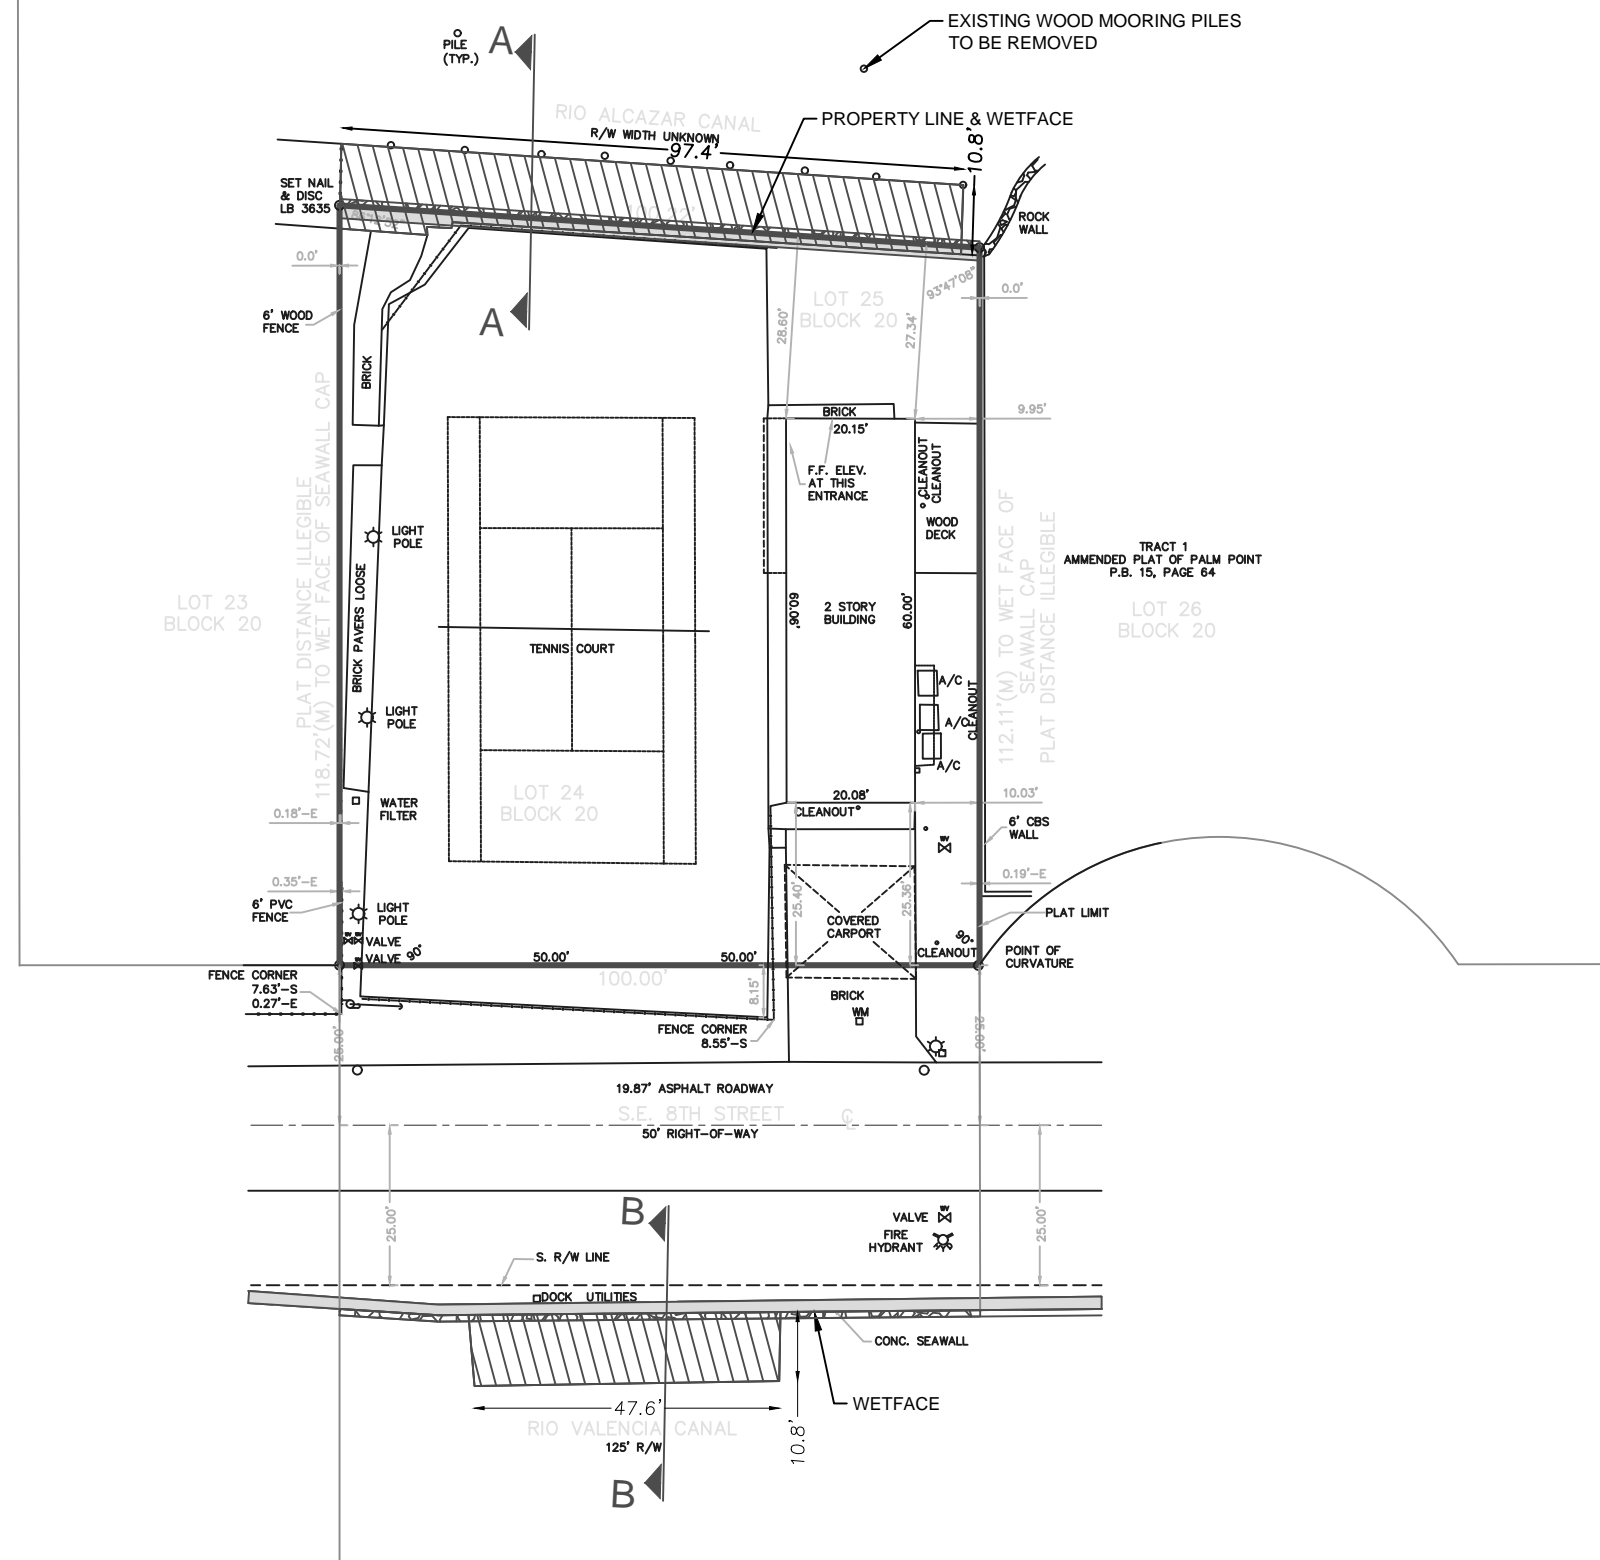 EXISTING WOOD MOORING PILES
TO BE REMOVED
PILE
(TYP.)
A
RIO ALCAZAR CANAL
R/W WIDTH UNKNOWN
97.4'
PROPERTY LINE & WETFACE
10.8'
SET NAIL
& DISC
LB 3635
ROCK
WALL
0.0'
93°47'08"
0.0'
LOT 25
BLOCK 20
6' WOOD
FENCE
A
28.60'
27.34'
BRICK
BRICK
20.15'
9.95'
F.F. ELEV.
AT THIS
ENTRANCE
CLEANOUT
CLEANOUT
WOOD
DECK
LIGHT
POLE
PLAT DISTANCE ILLEGIBLE
118.72'(M) TO WET FACE OF SEAWALL CAP
112.11'(M) TO WET FACE OF
SEAWALL CAP
PLAT DISTANCE ILLEGIBLE
TRACT 1
AMMENDED PLAT OF PALM POINT
P.B. 15, PAGE 64
LOT 23
BLOCK 20
BRICK PAVERS LOOSE
60.06'
2 STORY
BUILDING
60.00'
LOT 26
BLOCK 20
TENNIS COURT
A/C
LIGHT
POLE
A/C
CLEANOUT
A/C
LOT 24
BLOCK 20
WATER
FILTER
20.08'
CLEANOUT
10.03'
0.18'-E
6' CBS
WALL
WV
0.35'-E
0.19'-E
6' PVC
FENCE
LIGHT
POLE
25.40'
25.36'
COVERED
CARPORT
PLAT LIMIT
VALVE
VALVE
90°
50.00'
50.00'
90°
CLEANOUT
POINT OF
CURVATURE
FENCE CORNER
7.63'-S
0.27'-E
100.00'
8.15'
BRICK
WM
FENCE CORNER
8.55'-S
25.00'
25.00'
19.87' ASPHALT ROADWAY
S.E. 8TH STREET
50' RIGHT-OF-WAY
25.00'
25.00'
B
VALVE
WV
FIRE
HYDRANT
S. R/W LINE
DOCK UTILITIES
CONC. SEAWALL
WETFACE
47.6'
10.8'
RIO VALENCIA CANAL
125' R/W
B